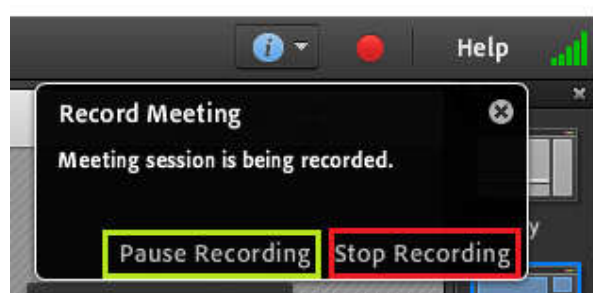 Help
Record Meeting
Meeting session is being recorded.
Pause Recording Stop Recording